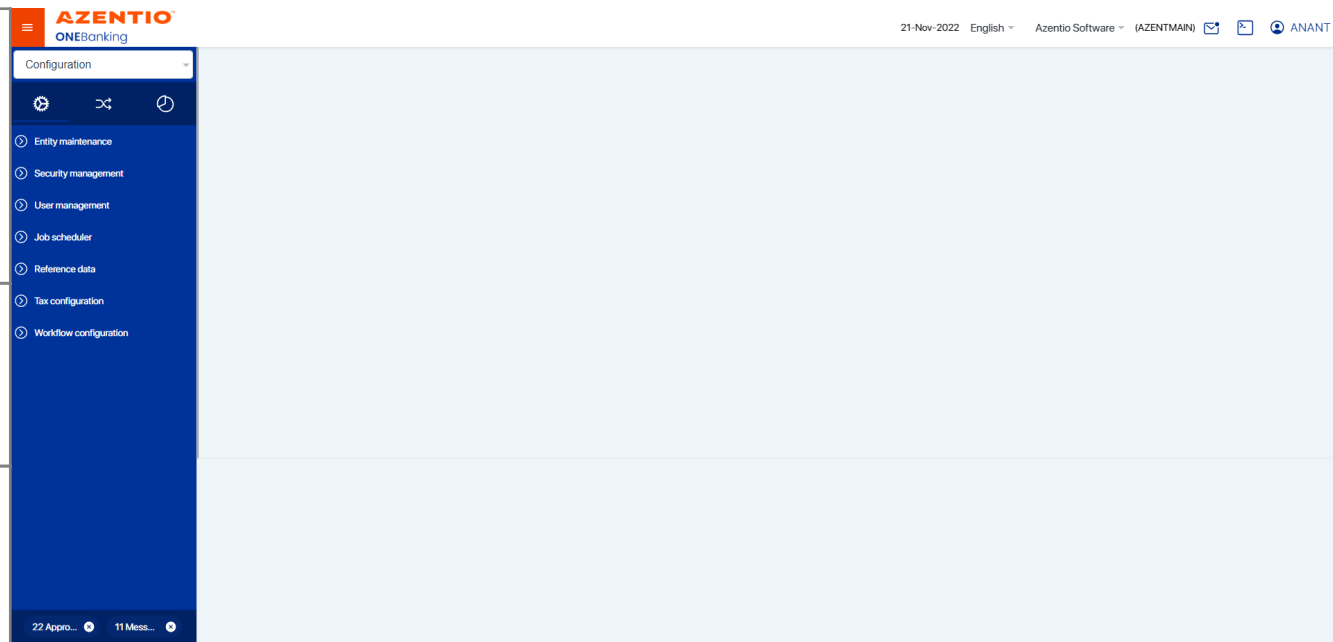 AZENTIO
ONEBanking
21-Nov-2022 English Azentio Software (AZENTMAIN) ANANT
Configuration
Entity maintenance
Security management
User management
Job scheduler
Reference data
Tax configuration
Workflow configuration
22 Appro... 11 Mess...